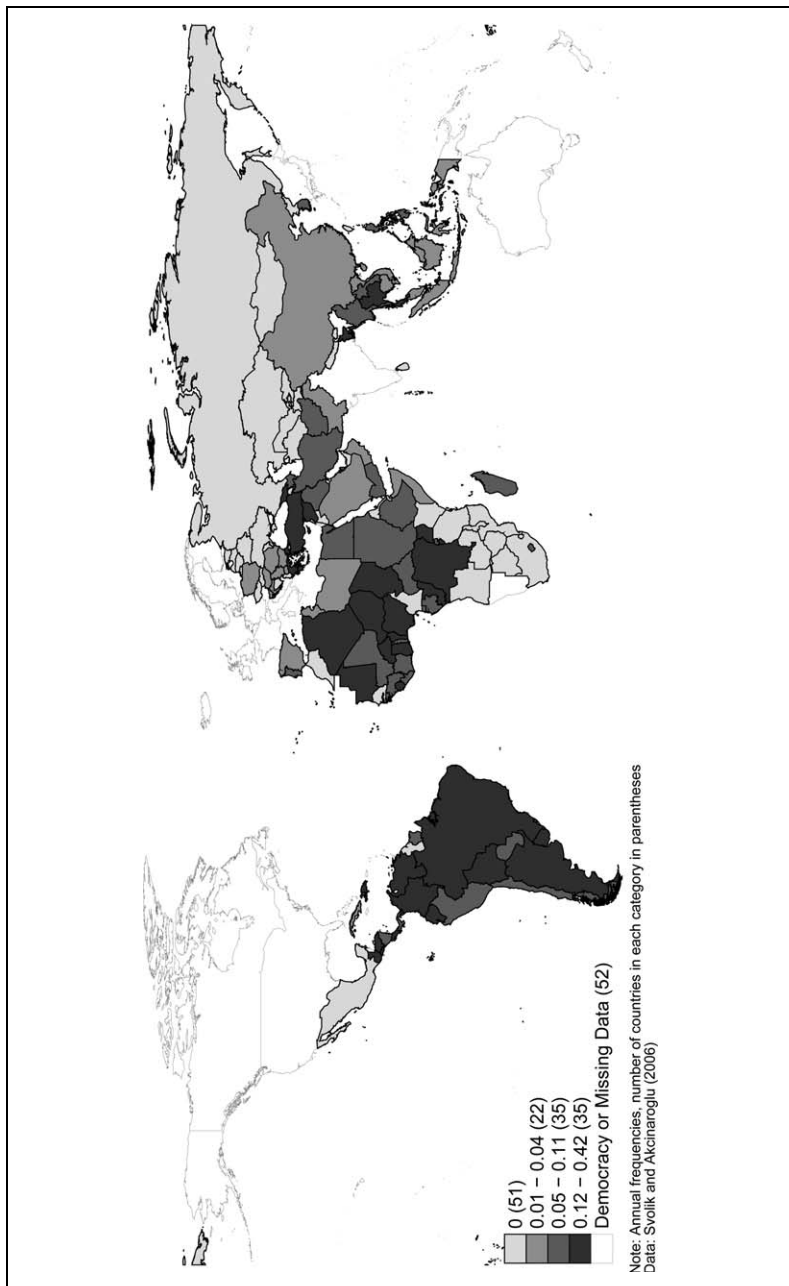 0 (51)
0.01 − 0.04 (22)
0.05 − 0.11 (35)
0.12 − 0.42 (35)
Democracy or Missing Data (52)
Note: Annual frequencies, number of countries in each category in parentheses
Data: Svolik and Akcinaroglu (2006)